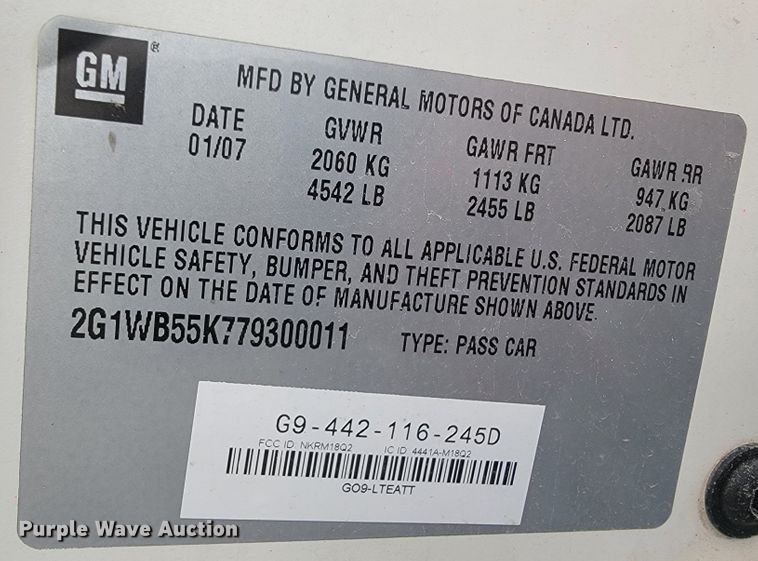 GM ®
MFD BY GENERAL MOTORS OF CANADA LTD.
DATE GVWR GAWR FRT GAWR RR
01/07 2060 KG 1113 KG 947 KG
4542 LB 2455 LB 2087 LB
THIS VEHICLE CONFORMS TO ALL APPLICABLE U.S. FEDERAL MOTOR
VEHICLE SAFETY, BUMPER, AND THEFT PREVENTION STANDARDS IN
EFFECT ON THE DATE OF MANUFACTURE SHOWN ABOVE.
2G1WB55K779300011 TYPE: PASS CAR
G9-442-116-245D
FCC ID: NKRM18Q2 IC ID: 4441A-M18Q2
GO9-LTEATT
Purple Wave Auction